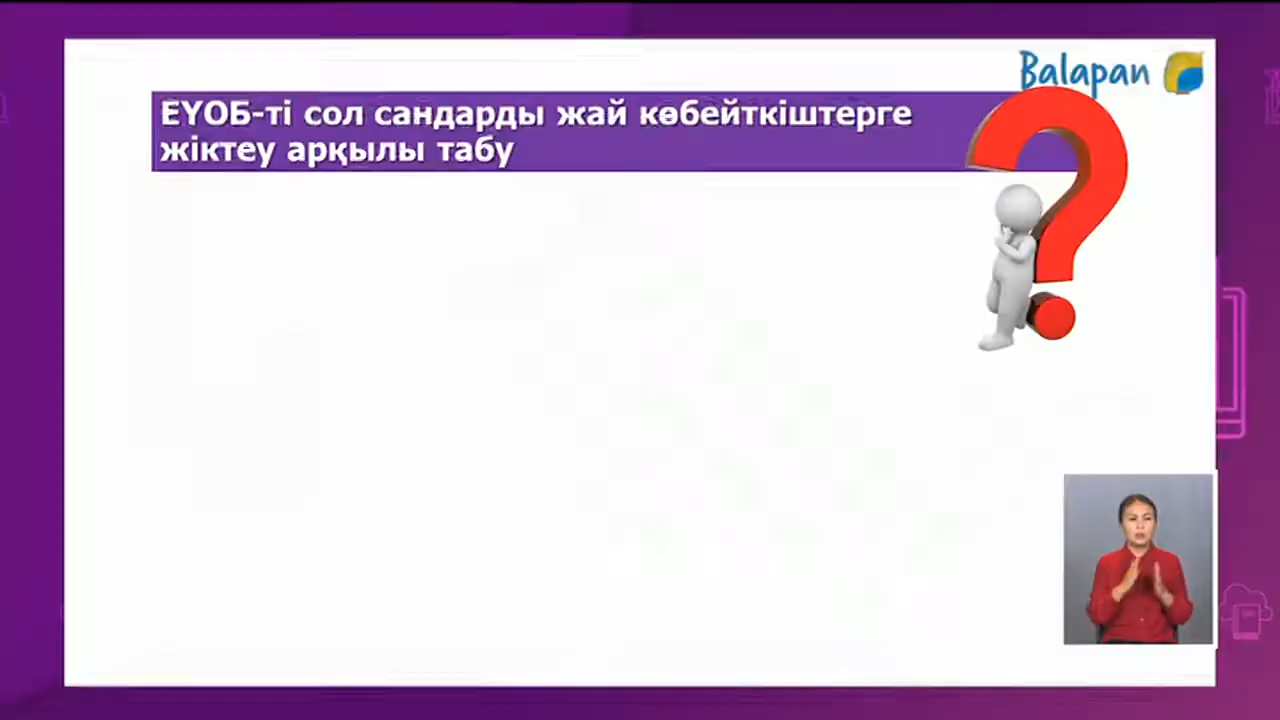 Balapan
ЕҮОБ-ті сол сандарды жай көбейткіштерге
жіктеу арқылы табу